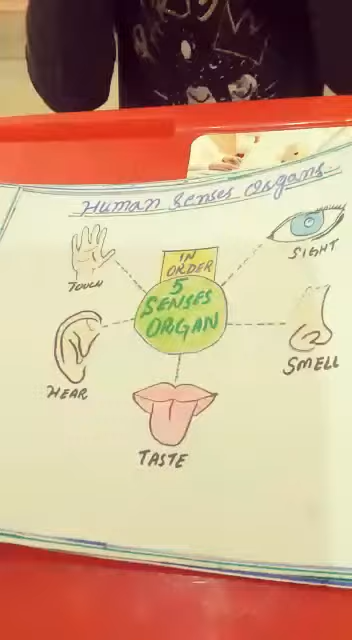 Human Senses Organs
IN
ORDER
5
SENSES
ORGAN
TOUCH
SIGHT
HEAR
SMELL
TASTE